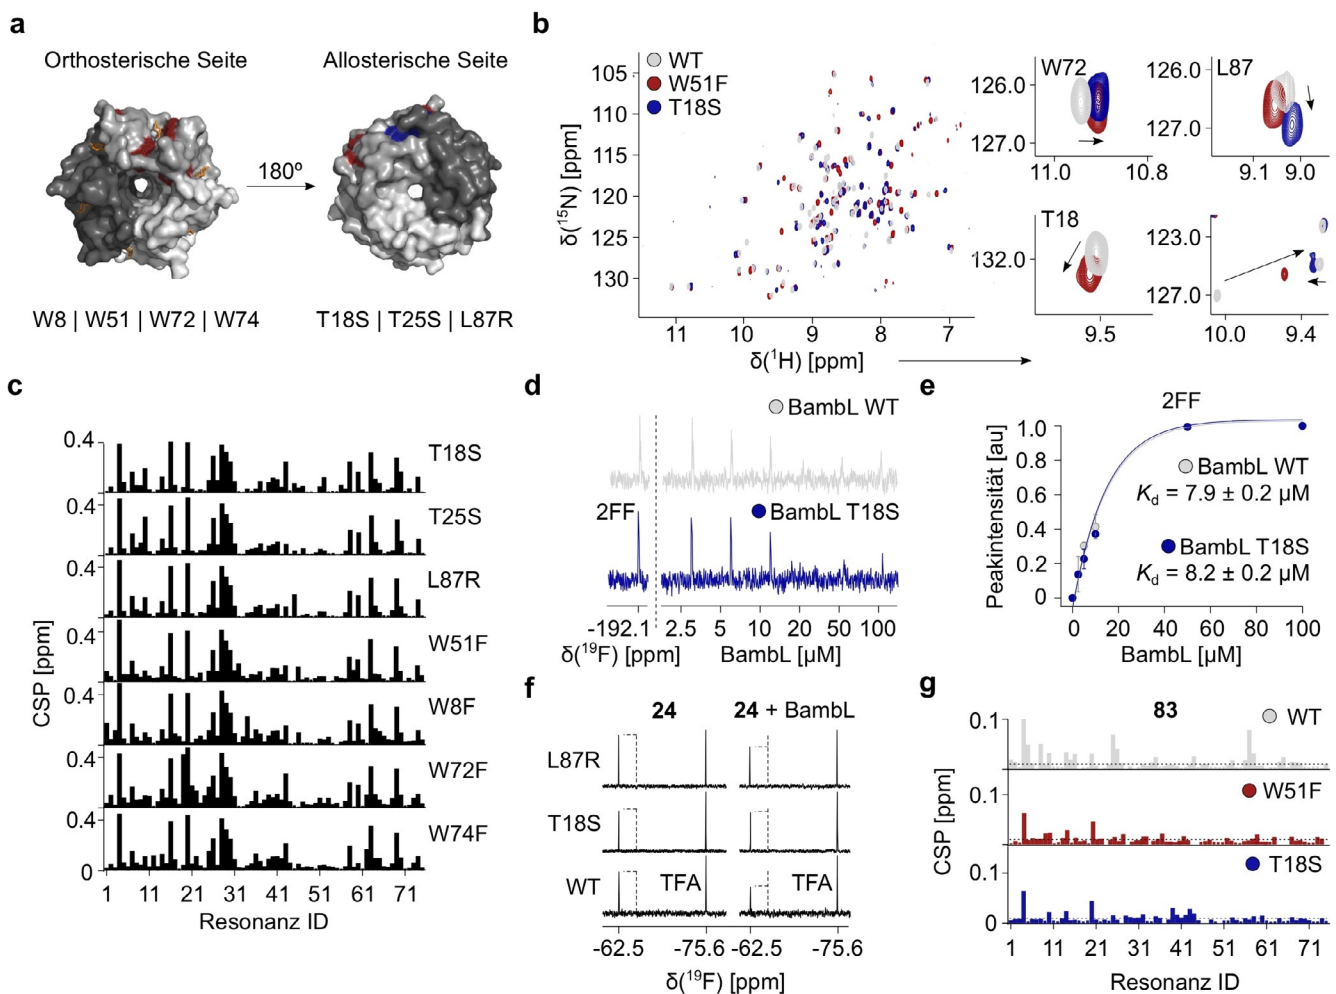 a
Orthosterische Seite
Allosterische Seite
180º
W8 | W51 | W72 | W74
T18S | T25S | L87R
b
WT
W51F
T18S
105
110
115
120
125
130
δ(¹⁵N) [ppm]
11
10
9
8
7
δ(¹H) [ppm]
W72
126.0
127.0
11.0
10.8
L87
126.0
127.0
9.1
9.0
T18
132.0
9.5
123.0
127.0
10.0
9.4
c
0.4
T18S
0.4
T25S
0.4
L87R
0.4
W51F
0.4
W8F
0.4
W72F
W74F
0
CSP [ppm]
1
11
21
31
41
51
61
71
Resonanz ID
d
BambL WT
2FF
BambL T18S
-192.1
2.5
5
10
20
50
100
δ(¹⁹F) [ppm]
BambL [µM]
e
2FF
1.0
0.8
0.6
0.4
0.2
0
Peakintensität [au]
BambL WT
Kd = 7.9 ± 0.2 µM
BambL T18S
Kd = 8.2 ± 0.2 µM
0
20
40
60
80
100
BambL [µM]
f
24
24 + BambL
L87R
T18S
WT
TFA
TFA
-62.5
-75.6
-62.5
-75.6
δ(¹⁹F) [ppm]
g
83
0.1
WT
0.1
W51F
0.1
T18S
0
CSP [ppm]
1
11
21
31
41
51
61
71
Resonanz ID